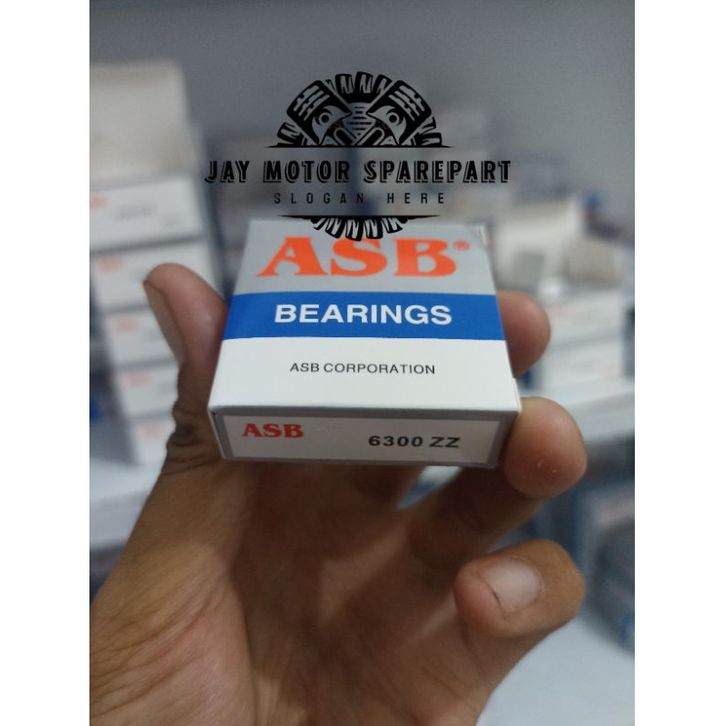 JAY MOTOR SPAREPART
SLOGAN HERE
ASB®
BEARINGS
ASB CORPORATION
ASB 6300 ZZ